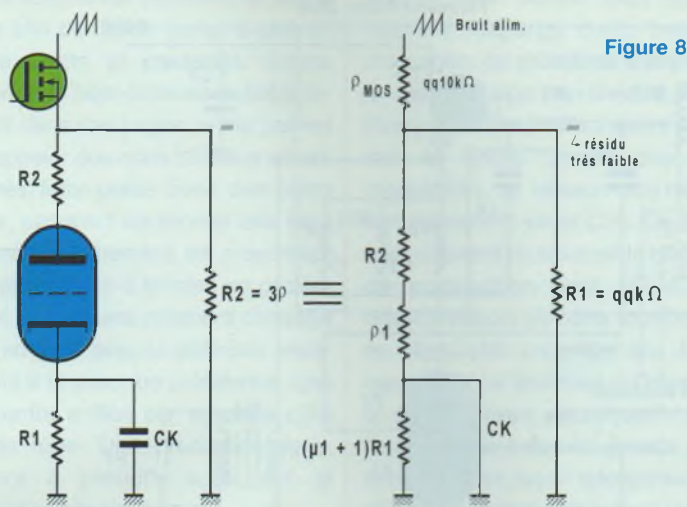 Bruit alim.
Figure 8
ρMOS
qq10kΩ
résidu
trés faible
R2
R2 = 3ρ
R2
ρ1
R1 = qqkΩ
R1
CK
(µ1 + 1)R1
CK